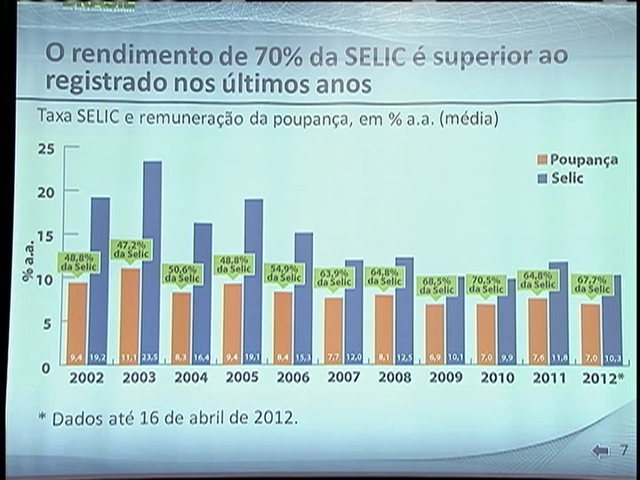 O rendimento de 70% da SELIC é superior ao
registrado nos últimos anos
Taxa SELIC e remuneração da poupança, em % a.a. (média)
25
20
15
10
5
0
% a.a.
Poupança
Selic
48,8%
da Selic
47,2%
da Selic
50,6%
da Selic
48,8%
da Selic
54,9%
da Selic
63,9%
da Selic
64,8%
da Selic
68,5%
da Selic
70,5%
da Selic
64,8%
da Selic
67,7%
da Selic
9,4 19,2 11,1 23,5 8,3 16,4 9,4 19,1 8,4 15,3 7,7 12,0 8,1 12,5 6,9 10,1 7,0 9,9 7,6 11,8 7,0 10,3
2002 2003 2004 2005 2006 2007 2008 2009 2010 2011 2012*
* Dados até 16 de abril de 2012.
7